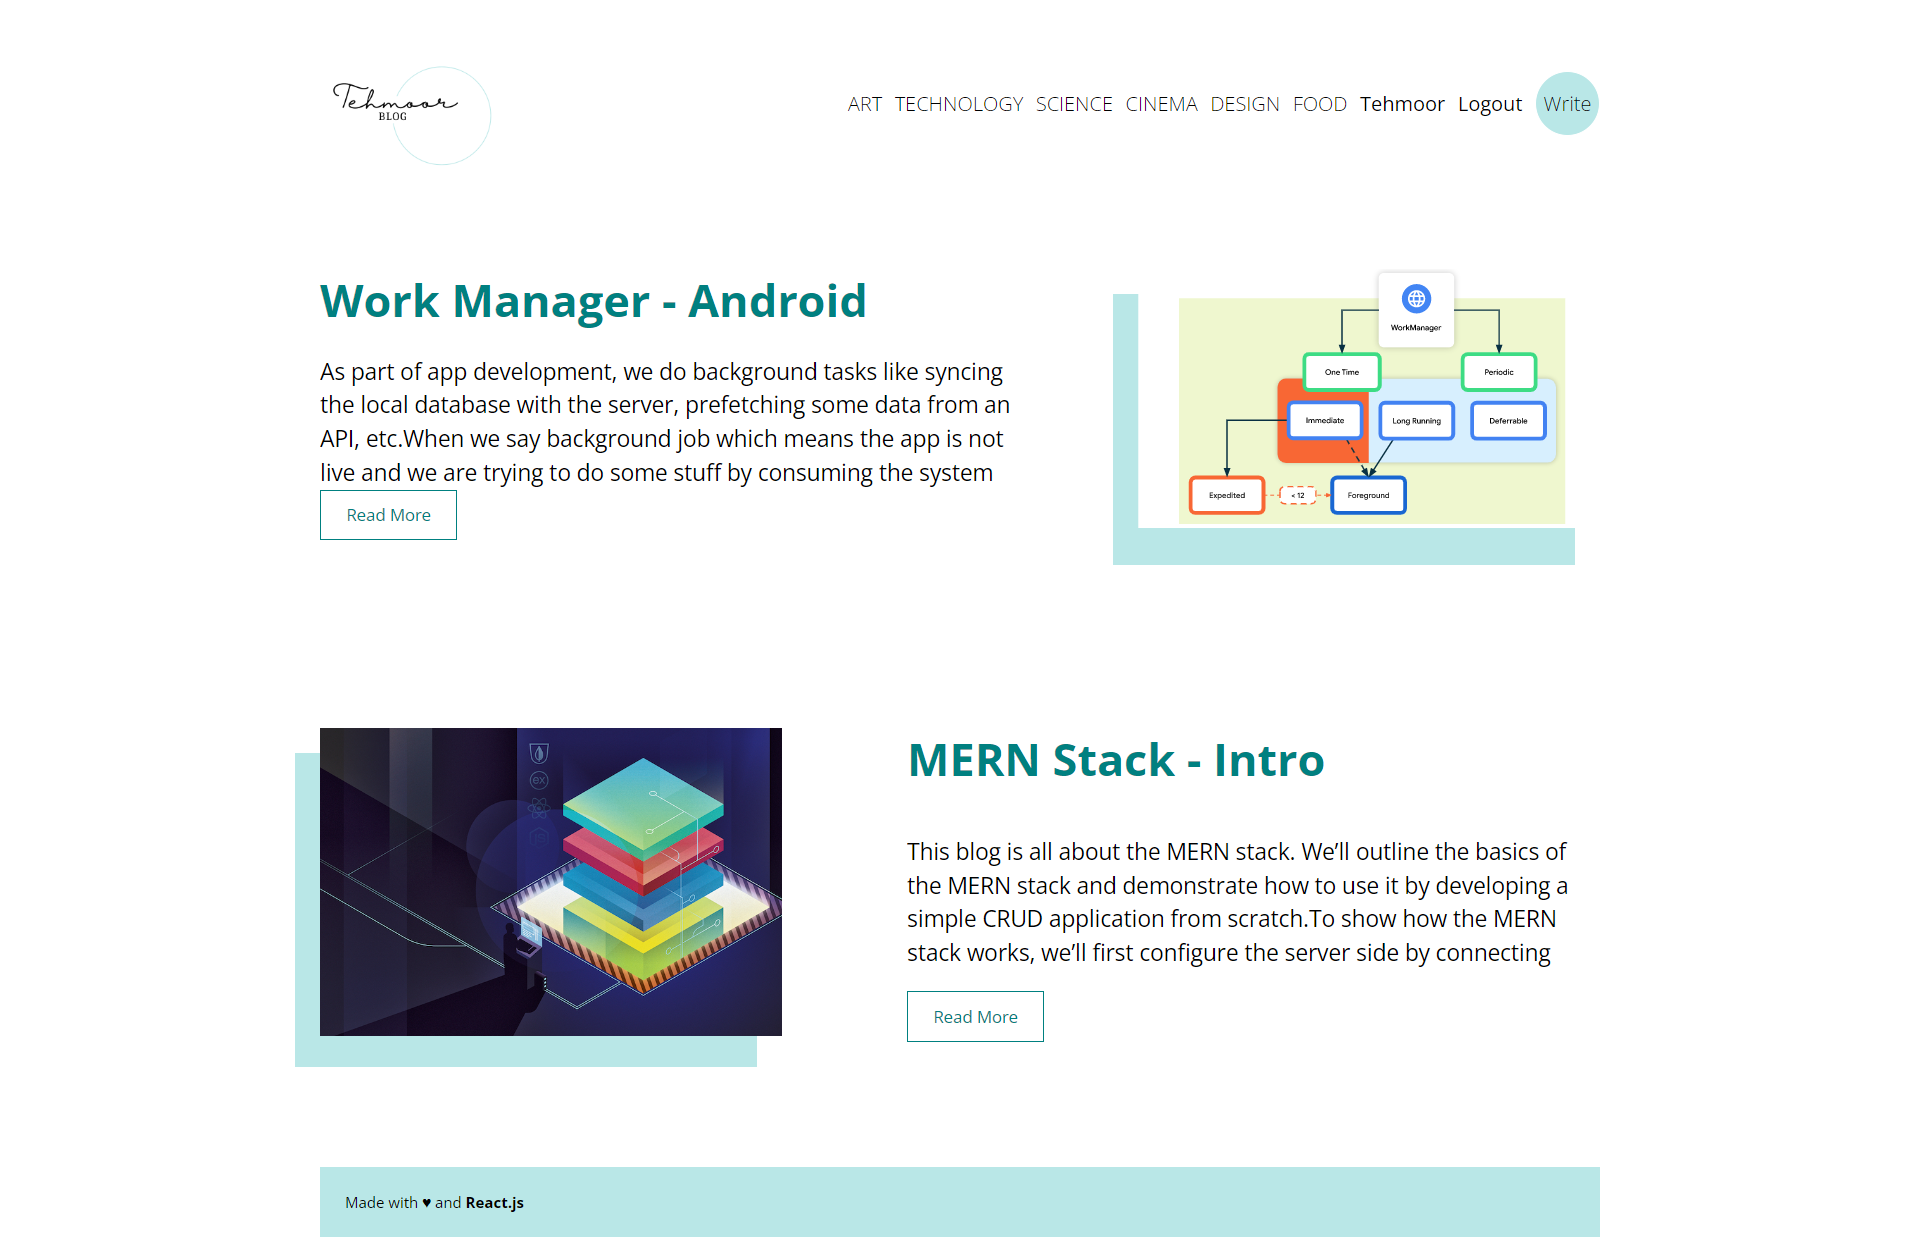 Tehmoor
BLOG
ART TECHNOLOGY SCIENCE CINEMA DESIGN FOOD Tehmoor Logout Write
Work Manager - Android
As part of app development, we do background tasks like syncing
the local database with the server, prefetching some data from an
API, etc.When we say background job which means the app is not
live and we are trying to do some stuff by consuming the system
Read More
WorkManager
One Time
Periodic
Immediate
Long Running
Deferrable
Expedited
< 12
Foreground
ex
MERN Stack - Intro
This blog is all about the MERN stack. We’ll outline the basics of
the MERN stack and demonstrate how to use it by developing a
simple CRUD application from scratch.To show how the MERN
stack works, we’ll first configure the server side by connecting
Read More
Made with ♥ and React.js